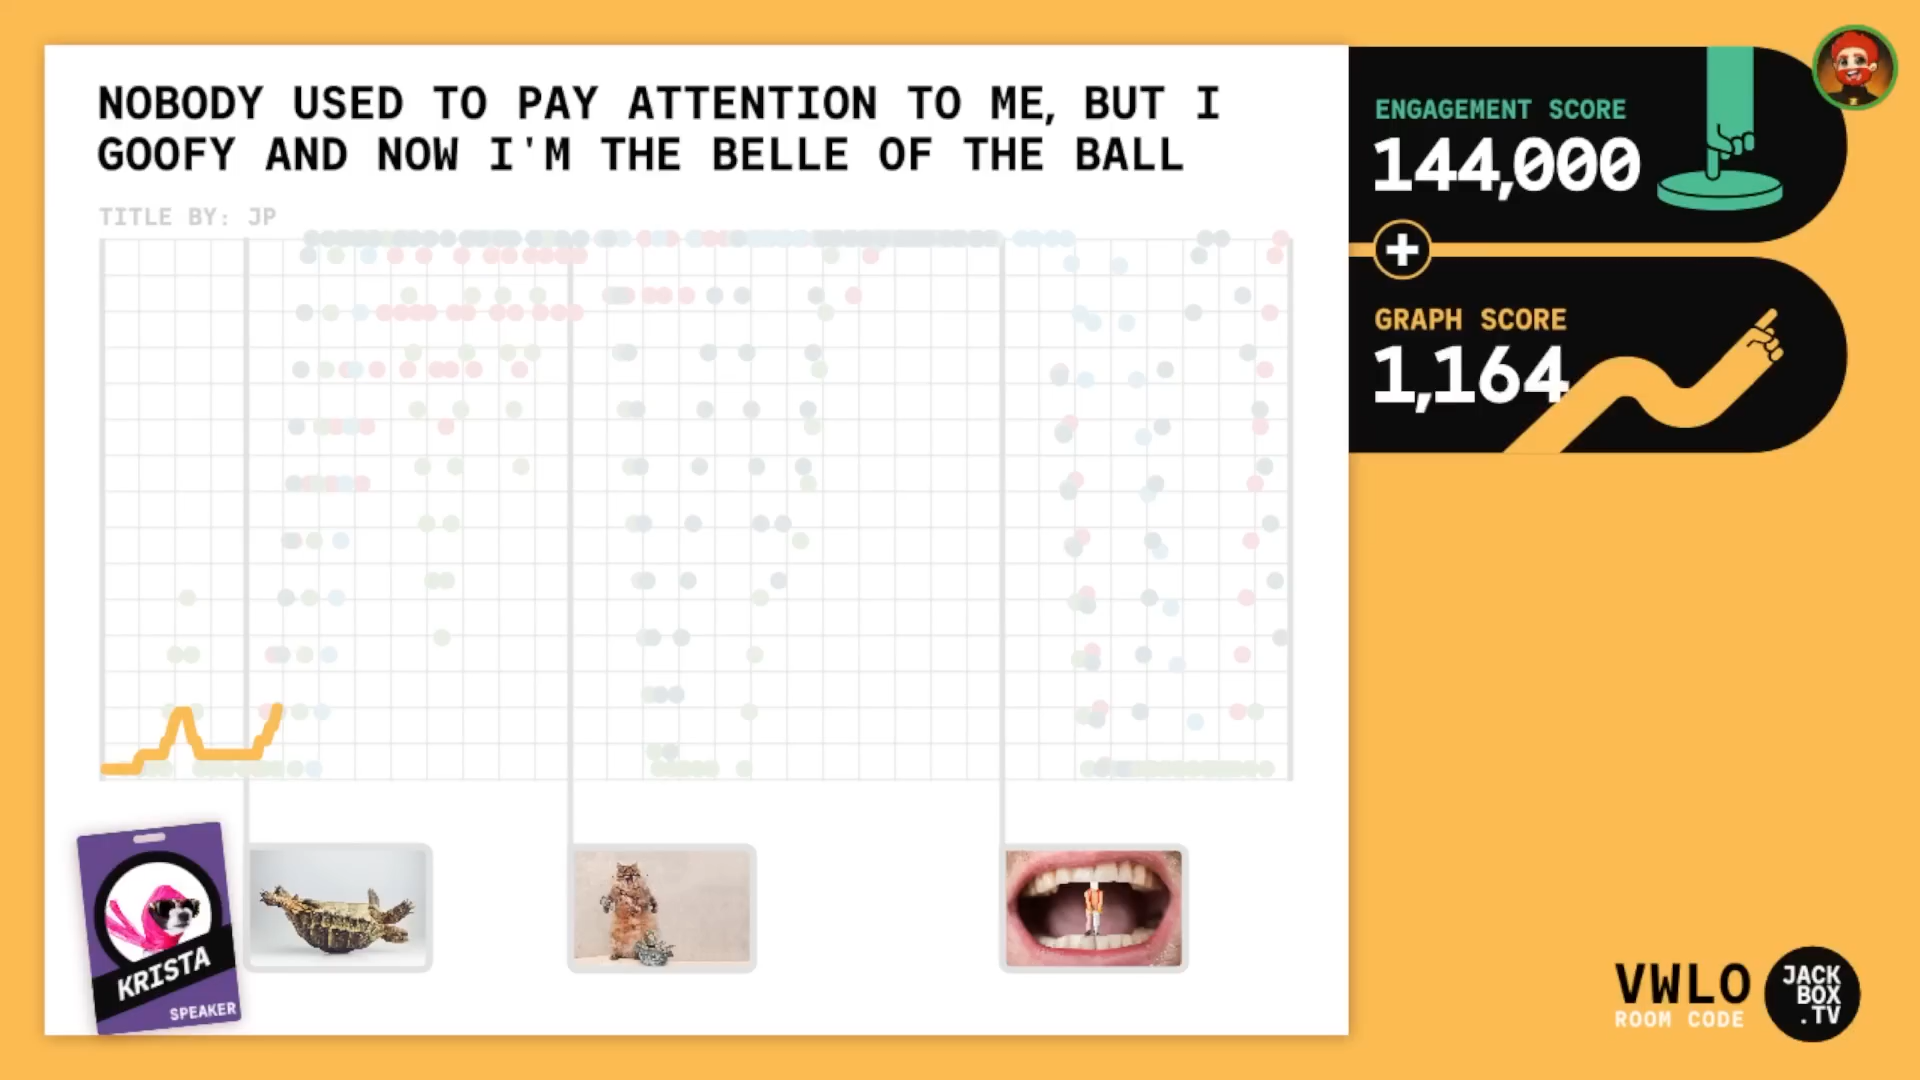 NOBODY USED TO PAY ATTENTION TO ME, BUT I
GOOFY AND NOW I'M THE BELLE OF THE BALL
TITLE BY: JP
ENGAGEMENT SCORE
144,000
+
GRAPH SCORE
1,164
KRISTA
SPEAKER
VWLO
ROOM CODE
JACK
BOX
.TV